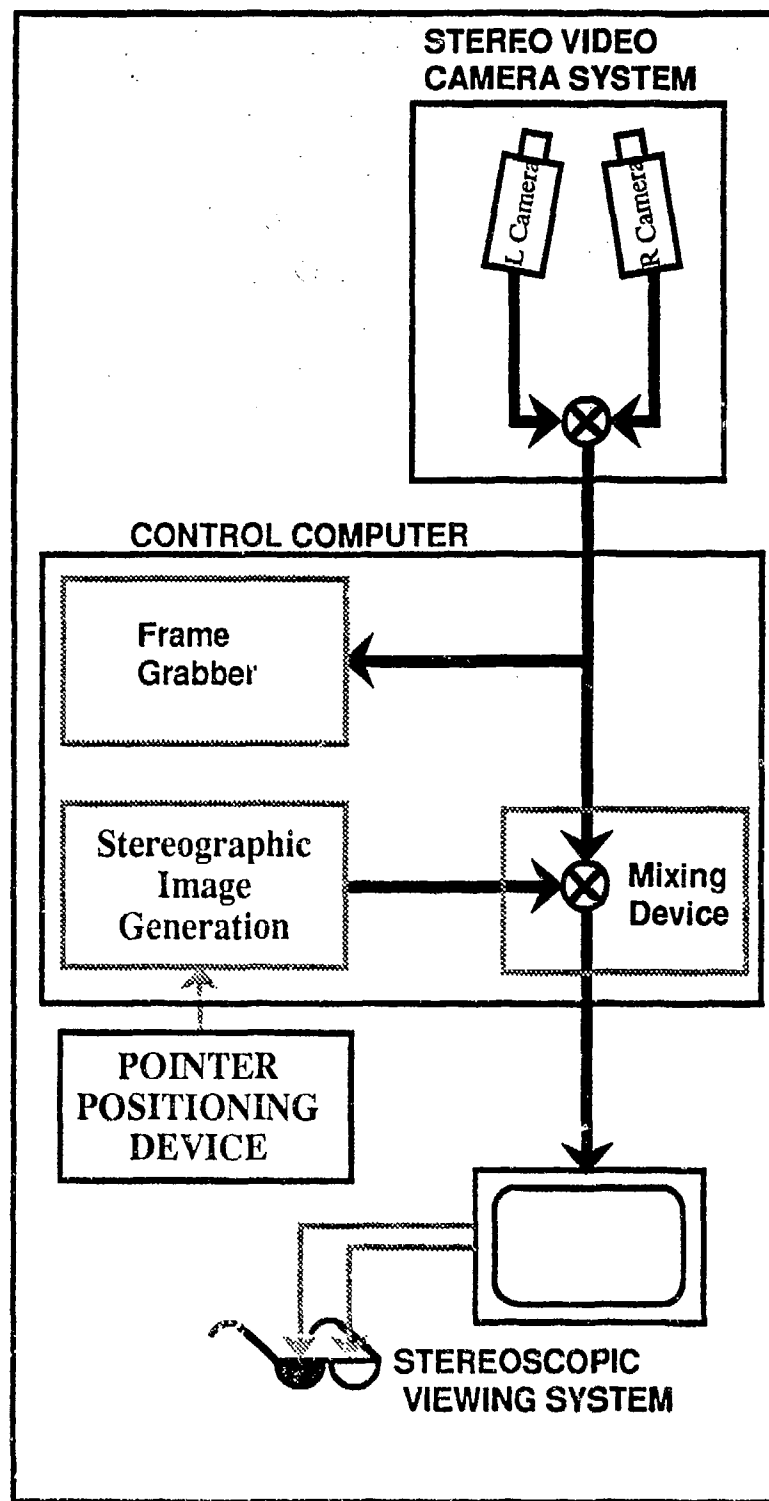 STEREO VIDEO
CAMERA SYSTEM
L Camera
R Camera
CONTROL COMPUTER
Frame
Grabber
Stereographic
Image
Generation
Mixing
Device
POINTER
POSITIONING
DEVICE
STEREOSCOPIC
VIEWING SYSTEM